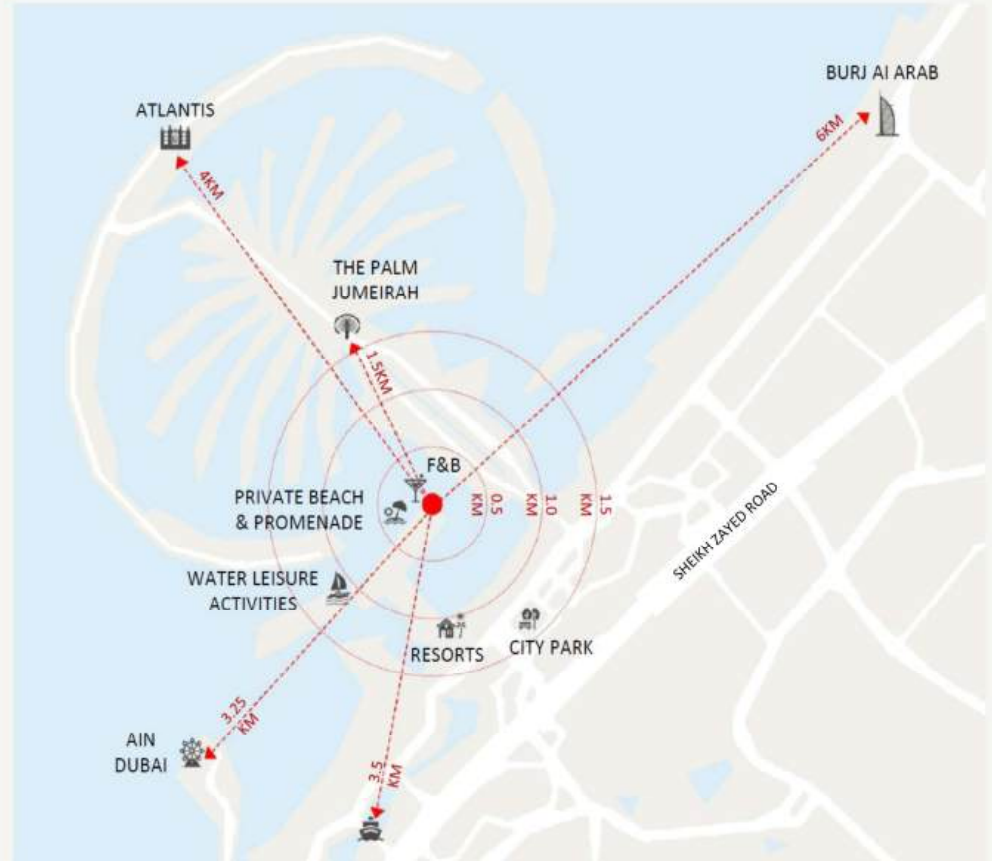 BURJ AI ARAB
ATLANTIS
6KM
4KM
THE PALM
JUMEIRAH
1.5KM
F&B
PRIVATE BEACH
& PROMENADE
0.5
KM
1.0
KM
1.5
KM
SHEIKH ZAYED ROAD
WATER LEISURE
ACTIVITIES
RESORTS
CITY PARK
3.25
KM
AIN
DUBAI
3.5
KM